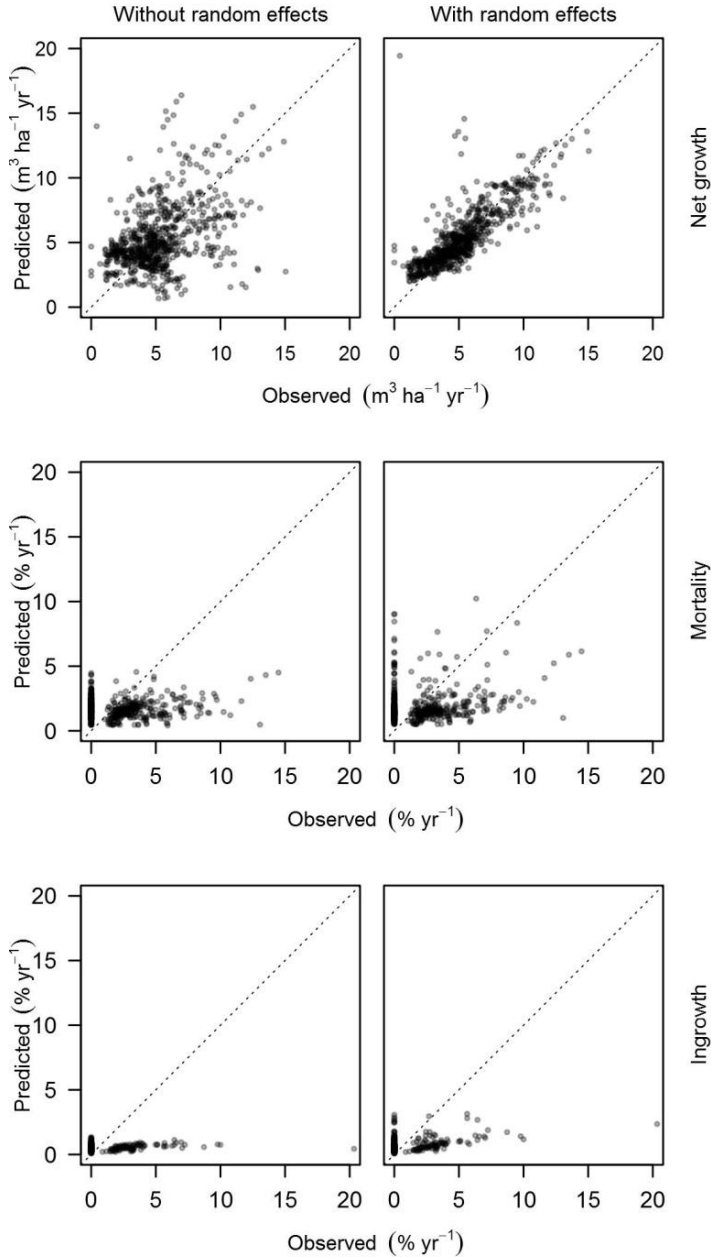 Without random effects
With random effects
20
15
10
5
0
Predicted (m³ ha⁻¹ yr⁻¹)
Net growth
0 5 10 15 20
0 5 10 15 20
Observed (m³ ha⁻¹ yr⁻¹)
20
15
10
5
0
Predicted (% yr⁻¹)
Mortality
0 5 10 15 20
0 5 10 15 20
Observed (% yr⁻¹)
20
15
10
5
0
Predicted (% yr⁻¹)
Ingrowth
0 5 10 15 20
0 5 10 15 20
Observed (% yr⁻¹)